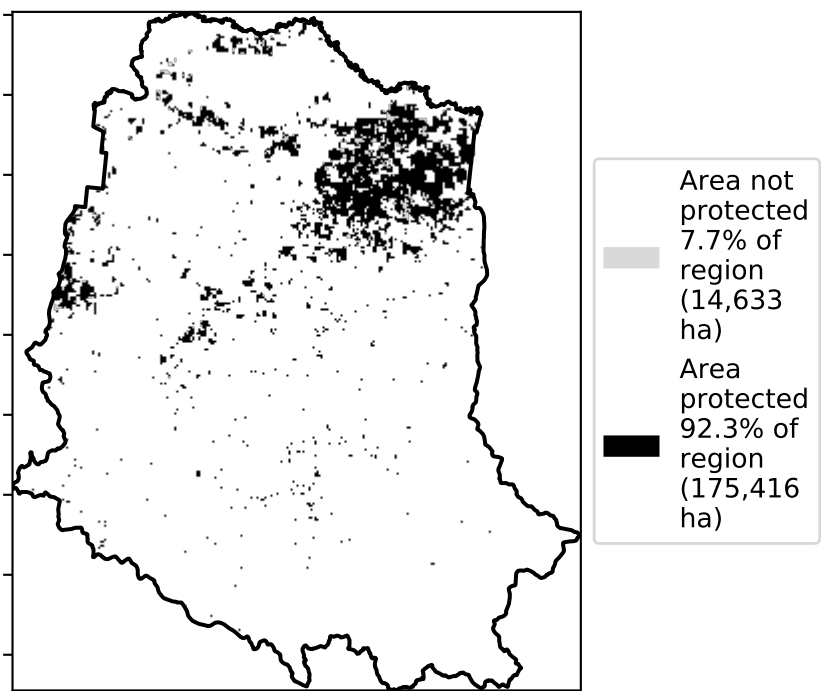 Area not
protected
7.7% of
region
(14,633
ha)
Area
protected
92.3% of
region
(175,416
ha)